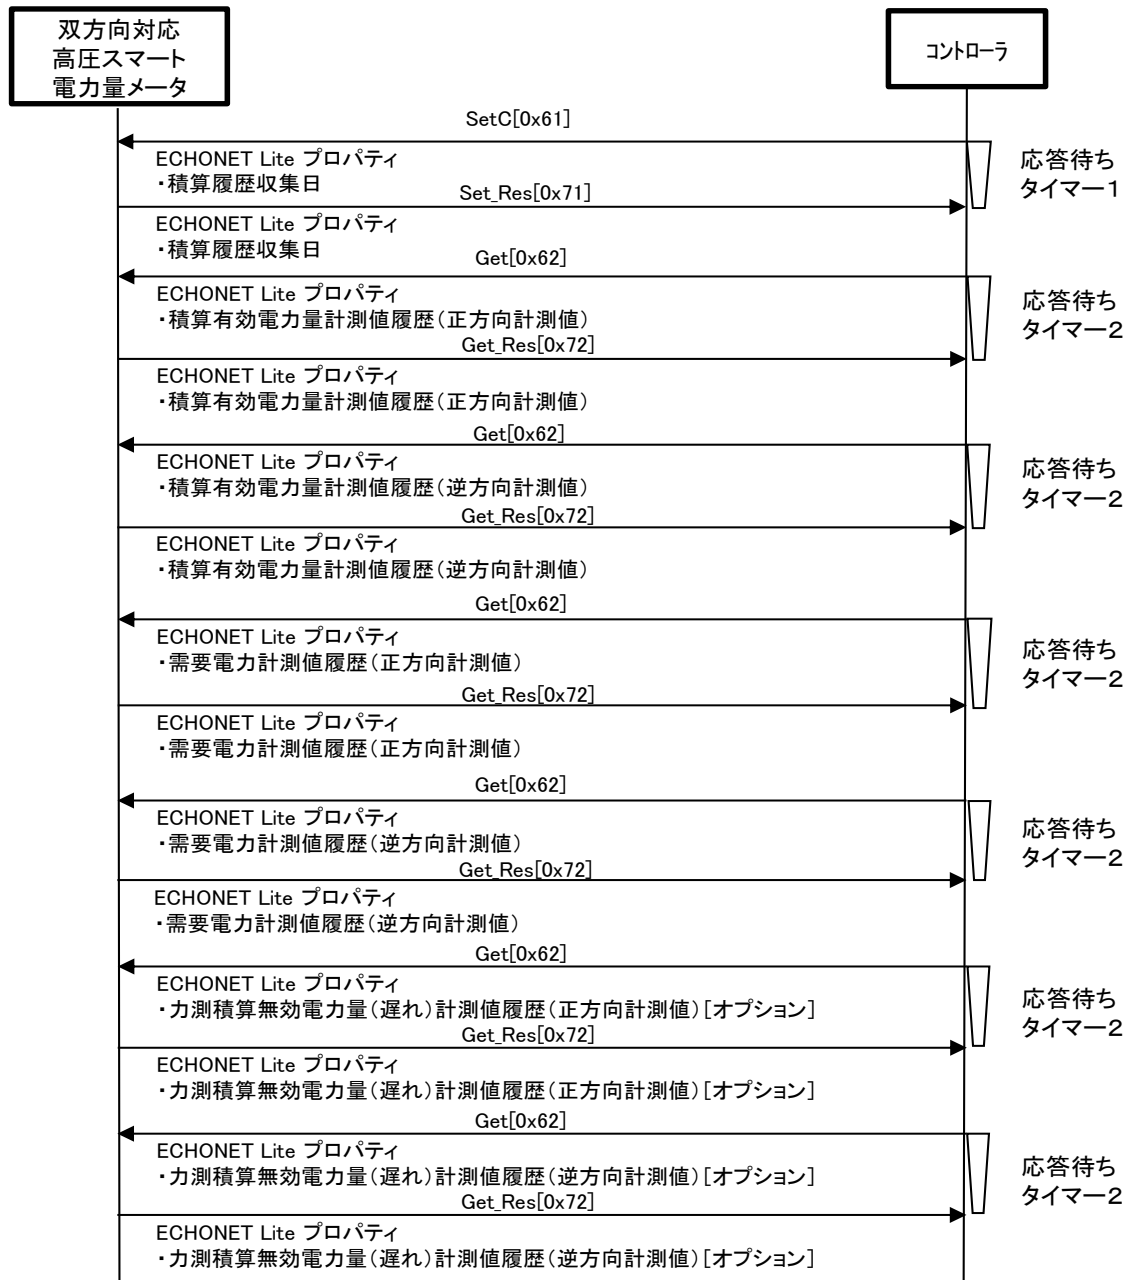 双方向対応
高圧スマート
電力量メータ
コントローラ
SetC[0x61]
ECHONET Lite プロパティ
・積算履歴収集日
応答待ち
タイマー1
Set_Res[0x71]
ECHONET Lite プロパティ
・積算履歴収集日
Get[0x62]
ECHONET Lite プロパティ
・積算有効電力量計測値履歴（正方向計測値）
応答待ち
タイマー2
Get_Res[0x72]
ECHONET Lite プロパティ
・積算有効電力量計測値履歴（正方向計測値）
Get[0x62]
ECHONET Lite プロパティ
・積算有効電力量計測値履歴（逆方向計測値）
応答待ち
タイマー2
Get_Res[0x72]
ECHONET Lite プロパティ
・積算有効電力量計測値履歴（逆方向計測値）
Get[0x62]
ECHONET Lite プロパティ
・需要電力計測値履歴（正方向計測値）
応答待ち
タイマー2
Get_Res[0x72]
ECHONET Lite プロパティ
・需要電力計測値履歴（正方向計測値）
Get[0x62]
ECHONET Lite プロパティ
・需要電力計測値履歴（逆方向計測値）
応答待ち
タイマー2
Get_Res[0x72]
ECHONET Lite プロパティ
・需要電力計測値履歴（逆方向計測値）
Get[0x62]
ECHONET Lite プロパティ
・力測積算無効電力量（遅れ）計測値履歴（正方向計測値）［オプション］
応答待ち
タイマー2
Get_Res[0x72]
ECHONET Lite プロパティ
・力測積算無効電力量（遅れ）計測値履歴（正方向計測値）［オプション］
Get[0x62]
ECHONET Lite プロパティ
・力測積算無効電力量（遅れ）計測値履歴（逆方向計測値）［オプション］
応答待ち
タイマー2
Get_Res[0x72]
ECHONET Lite プロパティ
・力測積算無効電力量（遅れ）計測値履歴（逆方向計測値）［オプション］